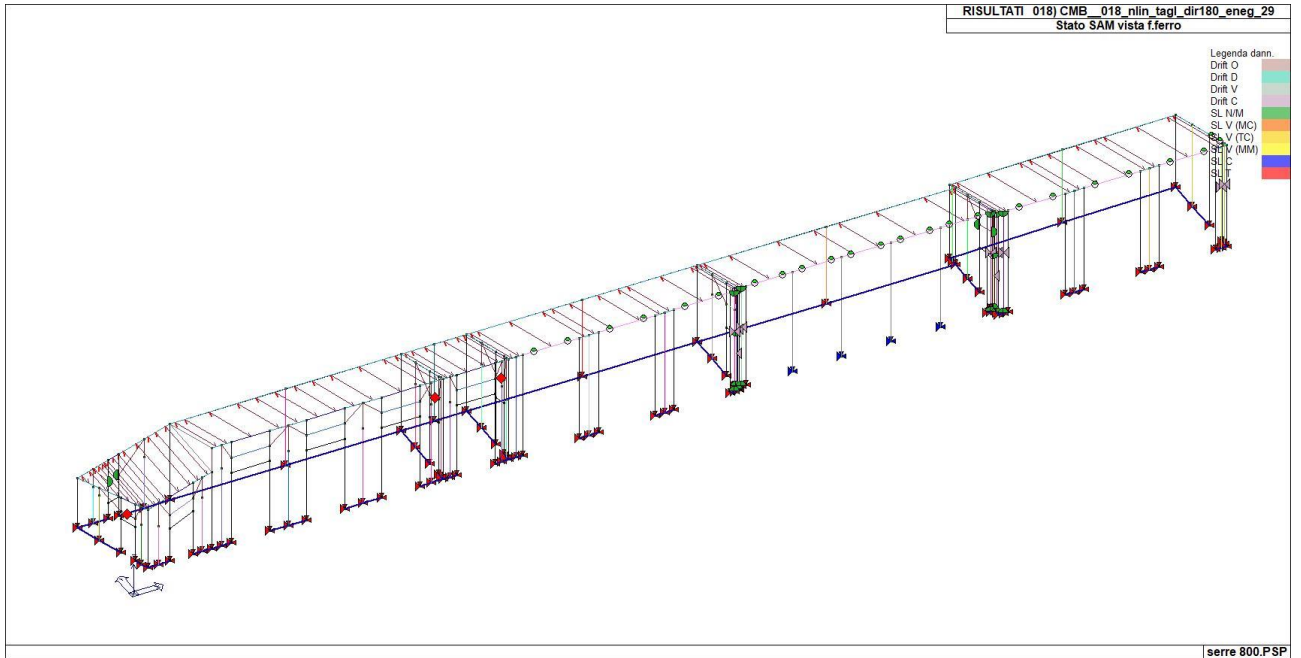 RISULTATI 018) CMB__018_nlin_tagl_dir180_eneg_29
Stato SAM vista f.ferro
Legenda dann.
Drift O
Drift D
Drift V
Drift C
SL N/M
SL V (MC)
SL V (TC)
SL V (MM)
SL C
SL T
serre 800.PSP